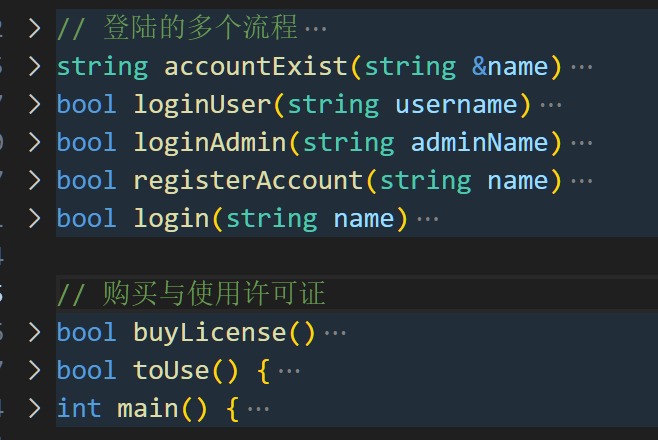 // 登陆的多个流程…
string accountExist(string &name)…
bool loginUser(string username)…
bool loginAdmin(string adminName)…
bool registerAccount(string name)…
bool login(string name)…
// 购买与使用许可证
bool buyLicense()…
bool toUse() {…
int main() {…